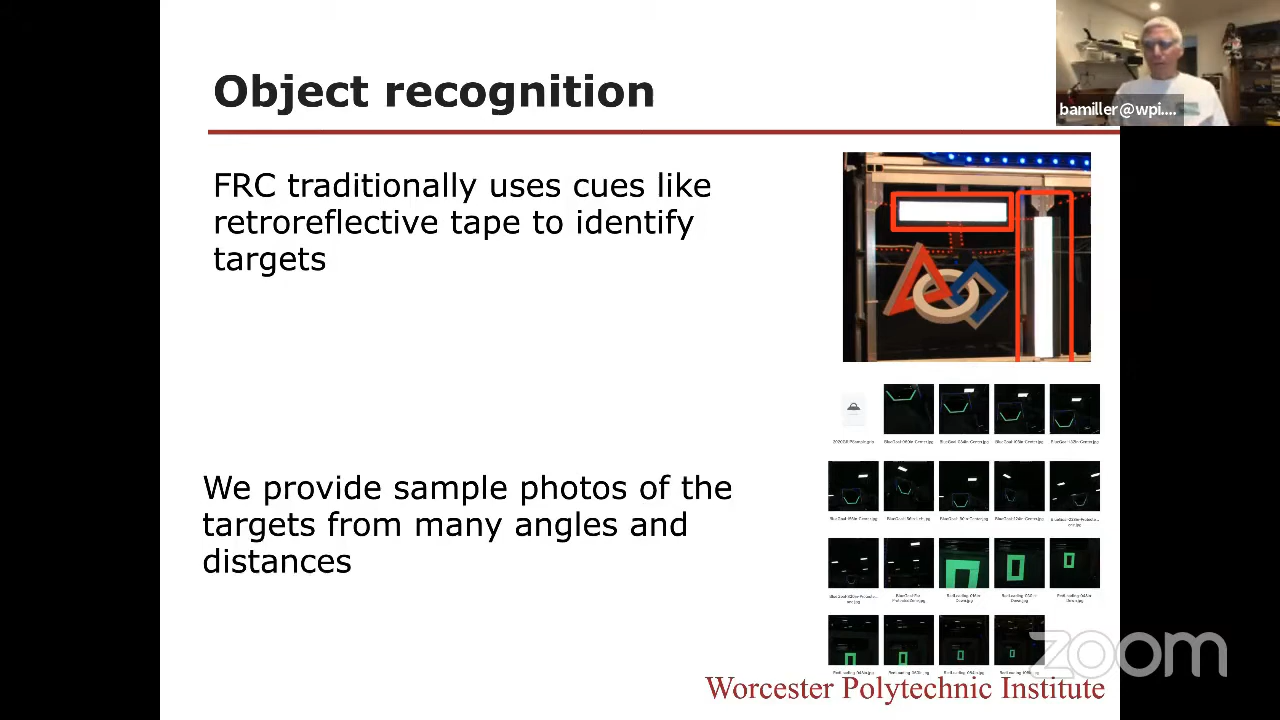 Object recognition
bamiller@wpi....
FRC traditionally uses cues like
retroreflective tape to identify
targets
We provide sample photos of the
targets from many angles and
distances
zoom
Worcester Polytechnic Institute